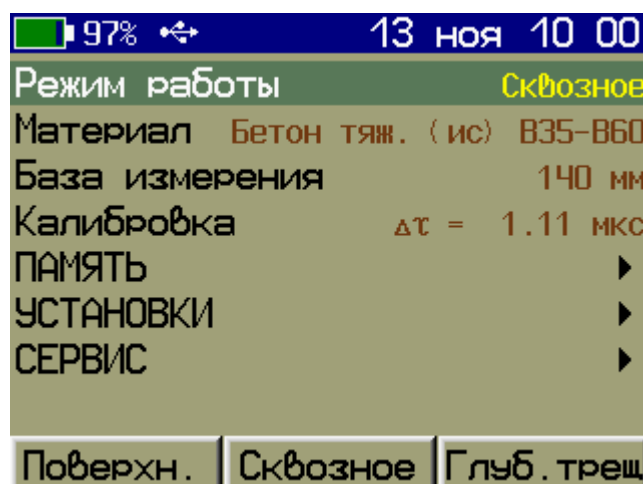 97% 13 ноя 10 00
Режим работы Сквозное
Материал Бетон тяж. (ис) В35-В60
База измерения 140 мм
Калибровка Δτ = 1.11 мкс
ПАМЯТЬ
УСТАНОВКИ
СЕРВИС
Поверхн. Сквозное Глуб.трещ